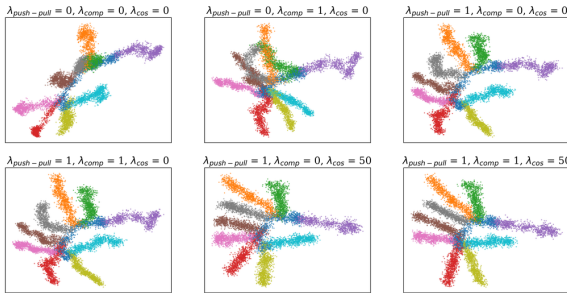 λpush−pull = 0, λcomp = 0, λcos = 0
λpush−pull = 0, λcomp = 1, λcos = 0
λpush−pull = 1, λcomp = 0, λcos = 0
λpush−pull = 1, λcomp = 1, λcos = 0
λpush−pull = 1, λcomp = 0, λcos = 50
λpush−pull = 1, λcomp = 1, λcos = 50